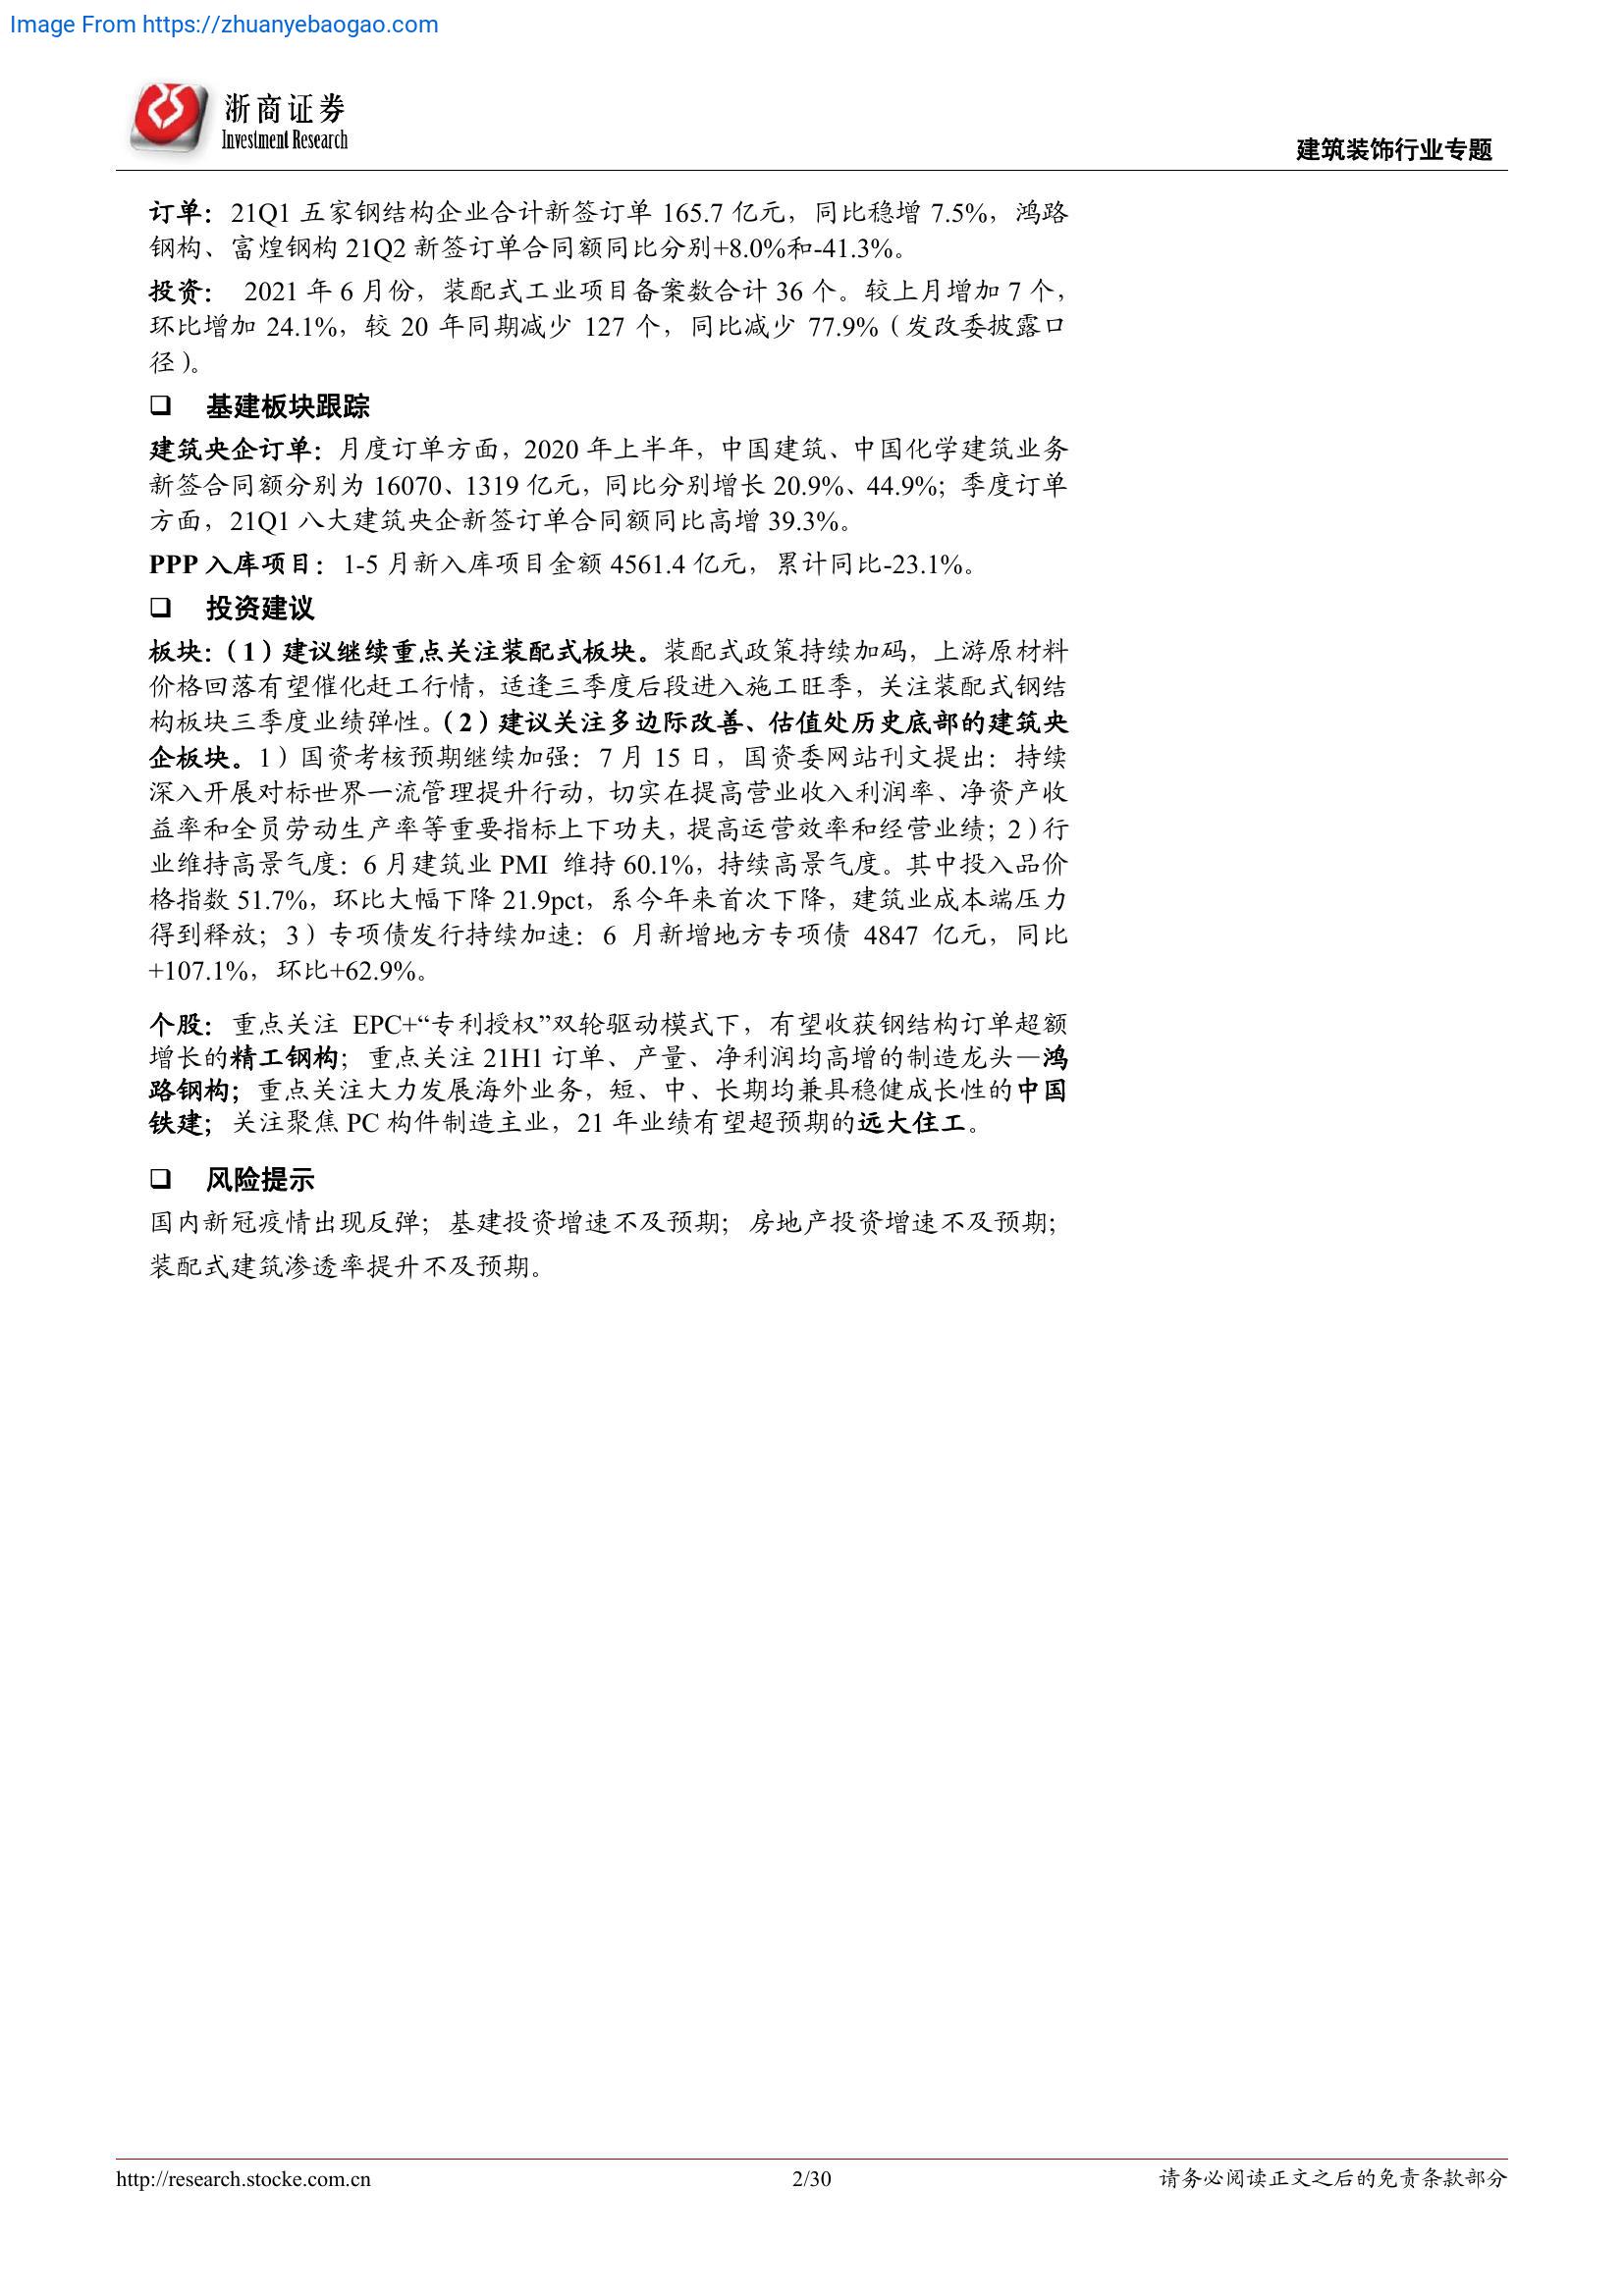 Image From https://zhuanyebaogao.com
浙商证券
Investment Research
建筑装饰行业专题
订单：21Q1 五家钢结构企业合计新签订单 165.7 亿元，同比稳增 7.5%，鸿路
钢构、富煌钢构 21Q2 新签订单合同额同比分别+8.0%和-41.3%。
投资： 2021 年 6 月份，装配式工业项目备案数合计 36 个。较上月增加 7 个，
环比增加 24.1%，较 20 年同期减少 127 个，同比减少 77.9%（发改委披露口
径）。
❑ 基建板块跟踪
建筑央企订单：月度订单方面，2020 年上半年，中国建筑、中国化学建筑业务
新签合同额分别为 16070、1319 亿元，同比分别增长 20.9%、44.9%；季度订单
方面，21Q1 八大建筑央企新签订单合同额同比高增 39.3%。
PPP 入库项目：1-5 月新入库项目金额 4561.4 亿元，累计同比-23.1%。
❑ 投资建议
板块：（1）建议继续重点关注装配式板块。装配式政策持续加码，上游原材料
价格回落有望催化赶工行情，适逢三季度后段进入施工旺季，关注装配式钢结
构板块三季度业绩弹性。（2）建议关注多边际改善、估值处历史底部的建筑央
企板块。1）国资考核预期继续加强：7 月 15 日，国资委网站刊文提出：持续
深入开展对标世界一流管理提升行动，切实在提高营业收入利润率、净资产收
益率和全员劳动生产率等重要指标上下功夫，提高运营效率和经营业绩；2）行
业维持高景气度：6 月建筑业 PMI 维持 60.1%，持续高景气度。其中投入品价
格指数 51.7%，环比大幅下降 21.9pct，系今年来首次下降，建筑业成本端压力
得到释放；3）专项债发行持续加速：6 月新增地方专项债 4847 亿元，同比
+107.1%，环比+62.9%。
个股：重点关注 EPC+“专利授权”双轮驱动模式下，有望收获钢结构订单超额
增长的精工钢构；重点关注 21H1 订单、产量、净利润均高增的制造龙头—鸿
路钢构；重点关注大力发展海外业务，短、中、长期均兼具稳健成长性的中国
铁建；关注聚焦 PC 构件制造主业，21 年业绩有望超预期的远大住工。
❑ 风险提示
国内新冠疫情出现反弹；基建投资增速不及预期；房地产投资增速不及预期；
装配式建筑渗透率提升不及预期。
http://research.stocke.com.cn
2/30
请务必阅读正文之后的免责条款部分